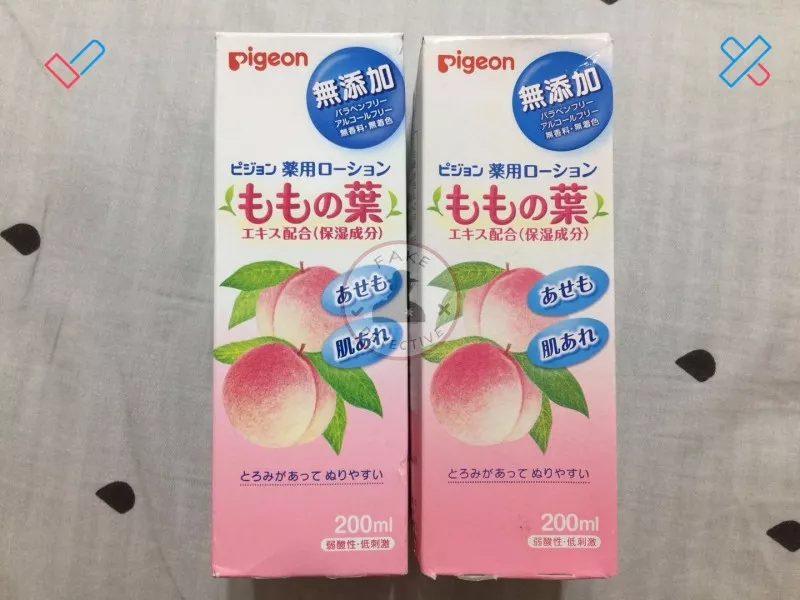 Pigeon
無添加
パラベンフリー
アルコールフリー
無香料・無着色
ピジョン 薬用ローション
ももの葉
エキス配合(保湿成分)
あせも
肌あれ
とろみがあって ぬりやすい
200ml
弱酸性・低刺激
Pigeon
無添加
パラベンフリー
アルコールフリー
無香料・無着色
ピジョン 薬用ローション
ももの葉
エキス配合(保湿成分)
あせも
肌あれ
とろみがあって ぬりやすい
200ml
弱酸性・低刺激
FAKE